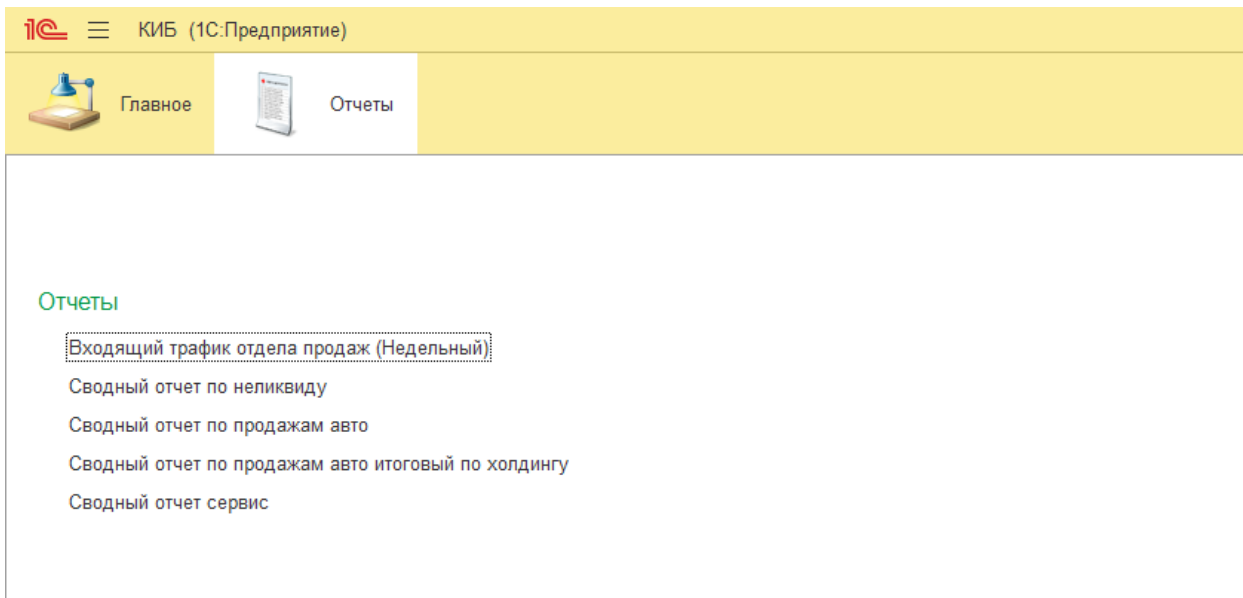 1С КИБ (1С:Предприятие)
Главное Отчеты
Отчеты
Входящий трафик отдела продаж (Недельный)
Сводный отчет по неликвиду
Сводный отчет по продажам авто
Сводный отчет по продажам авто итоговый по холдингу
Сводный отчет сервис